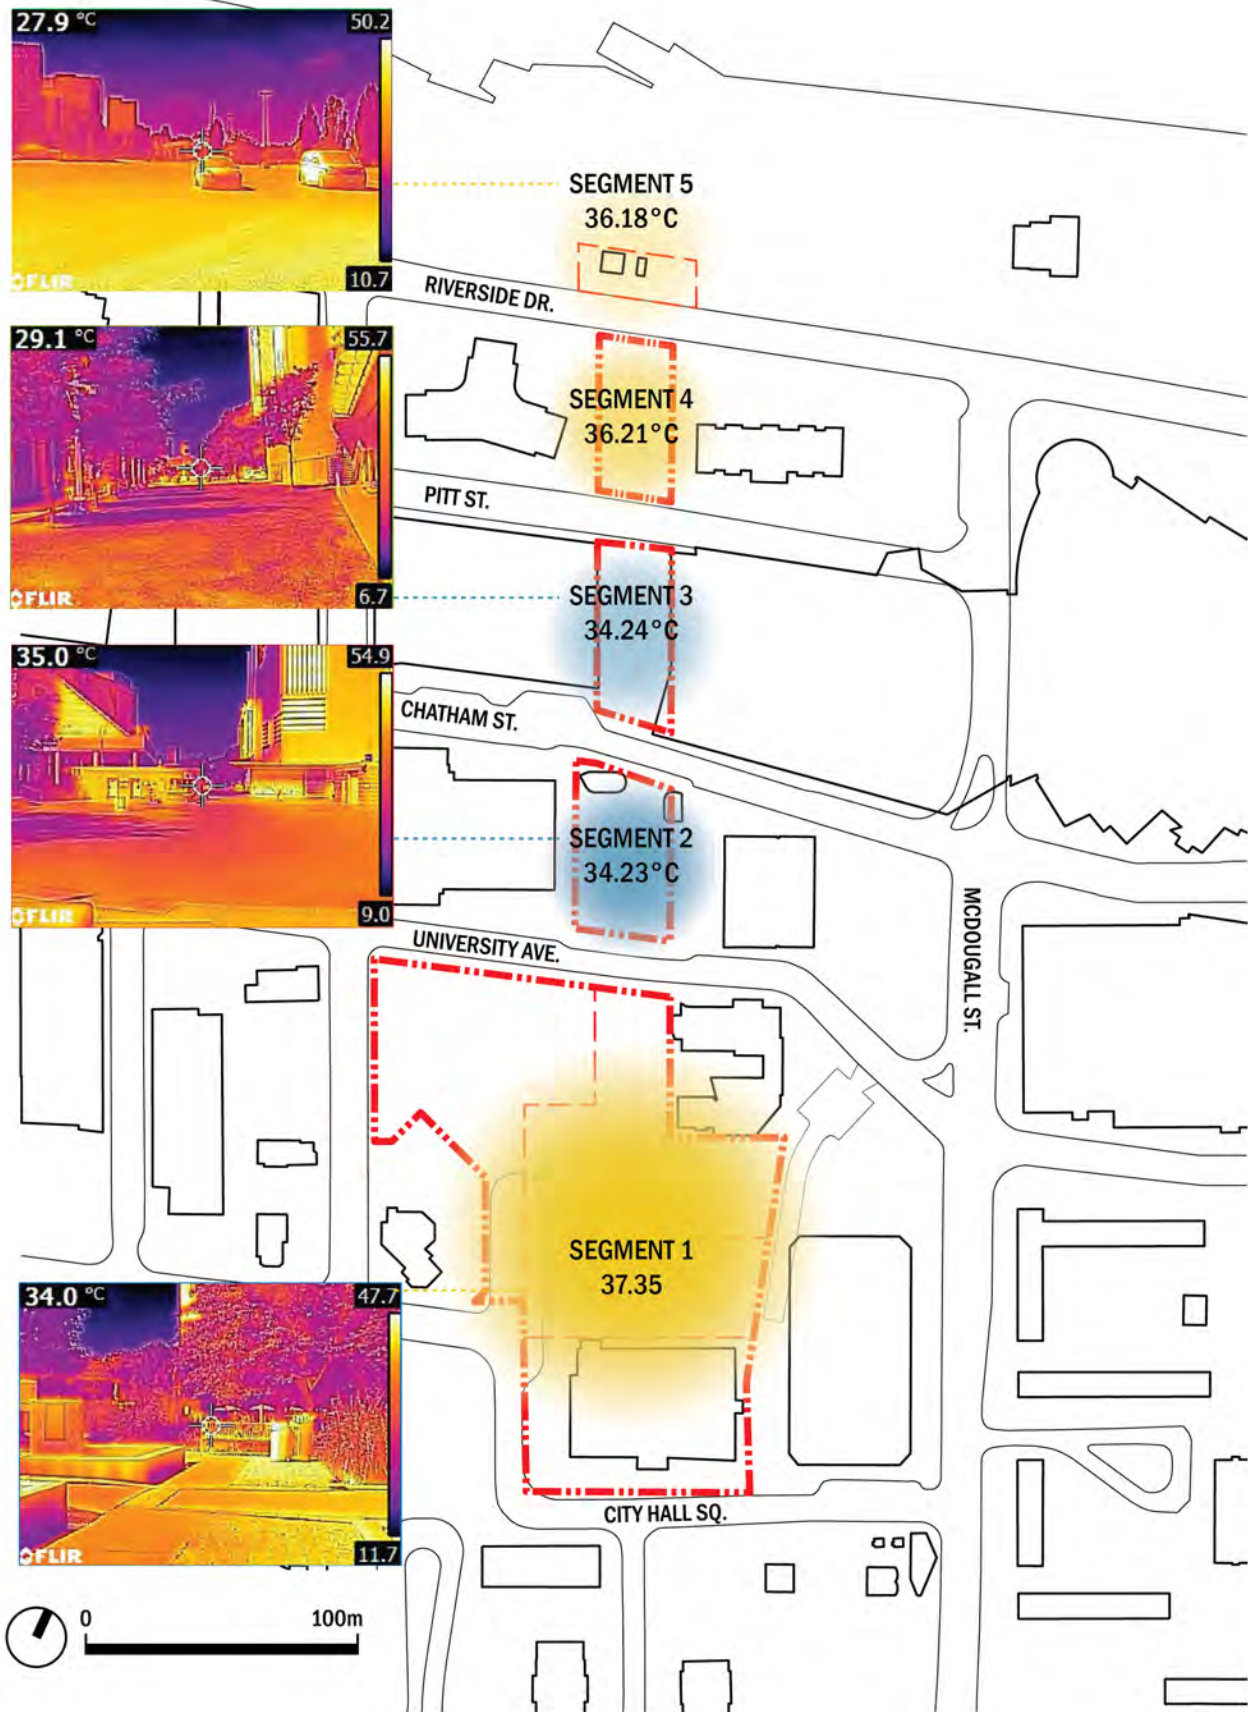 27.9 °C
50.2
10.7
FLIR
SEGMENT 5
36.18°C
RIVERSIDE DR.
29.1 °C
55.7
6.7
FLIR
SEGMENT 4
36.21°C
PITT ST.
SEGMENT 3
34.24°C
CHATHAM ST.
35.0 °C
54.9
9.0
FLIR
SEGMENT 2
34.23°C
UNIVERSITY AVE.
MCDOUGALL ST.
SEGMENT 1
37.35
34.0 °C
47.7
11.7
FLIR
CITY HALL SQ.
0 100m